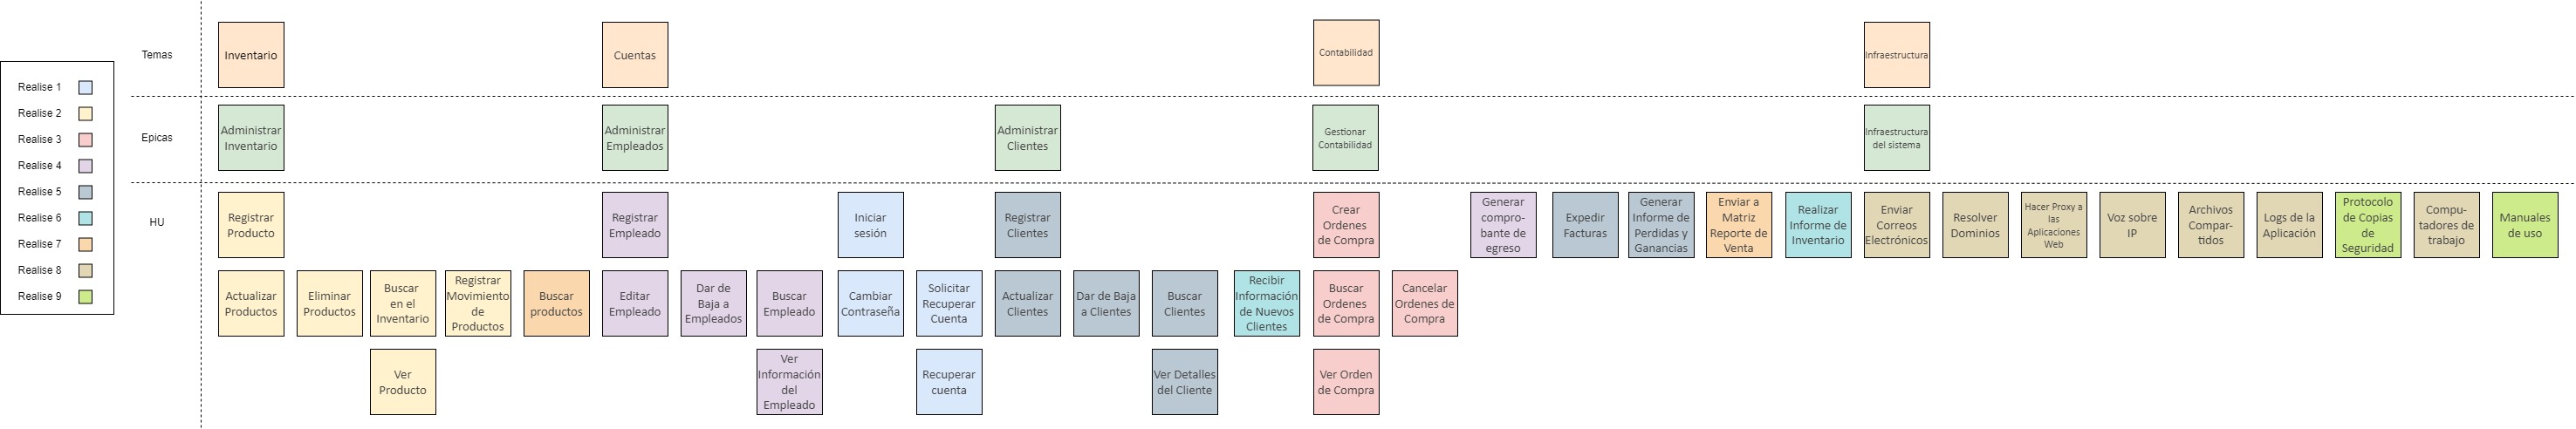 Realise 1
Realise 2
Realise 3
Realise 4
Realise 5
Realise 6
Realise 7
Realise 8
Realise 9
Temas
Inventario
Cuentas
Contabilidad
Infraestructura
Epicas
Administrar
Inventario
Administrar
Empleados
Administrar
Clientes
Gestionar
Contabilidad
Infraestructura
del sistema
HU
Registrar
Producto
Registrar
Empleado
Iniciar
sesión
Registrar
Clientes
Crear
Ordenes
de Compra
Generar
compro-
bante de
egreso
Expedir
Facturas
Generar
Informe de
Perdidas y
Ganancias
Enviar a
Matriz
Reporte de
Venta
Realizar
Informe de
Inventario
Enviar
Correos
Electrónicos
Resolver
Dominios
Hacer Proxy a
las
Aplicaciones
Web
Voz sobre
IP
Archivos
Compar-
tidos
Logs de la
Aplicación
Protocolo
de Copias
de
Seguridad
Compu-
tadores de
trabajo
Manuales
de uso
Actualizar
Productos
Eliminar
Productos
Buscar
en el
Inventario
Registrar
Movimiento
de
Productos
Buscar
productos
Editar
Empleado
Dar de
Baja a
Empleados
Buscar
Empleado
Cambiar
Contraseña
Solicitar
Recuperar
Cuenta
Actualizar
Clientes
Dar de Baja
a Clientes
Buscar
Clientes
Recibir
Información
de Nuevos
Clientes
Buscar
Ordenes
de Compra
Cancelar
Ordenes de
Compra
Ver
Producto
Ver
Información
del
Empleado
Recuperar
cuenta
Ver Detalles
del Cliente
Ver Orden
de Compra